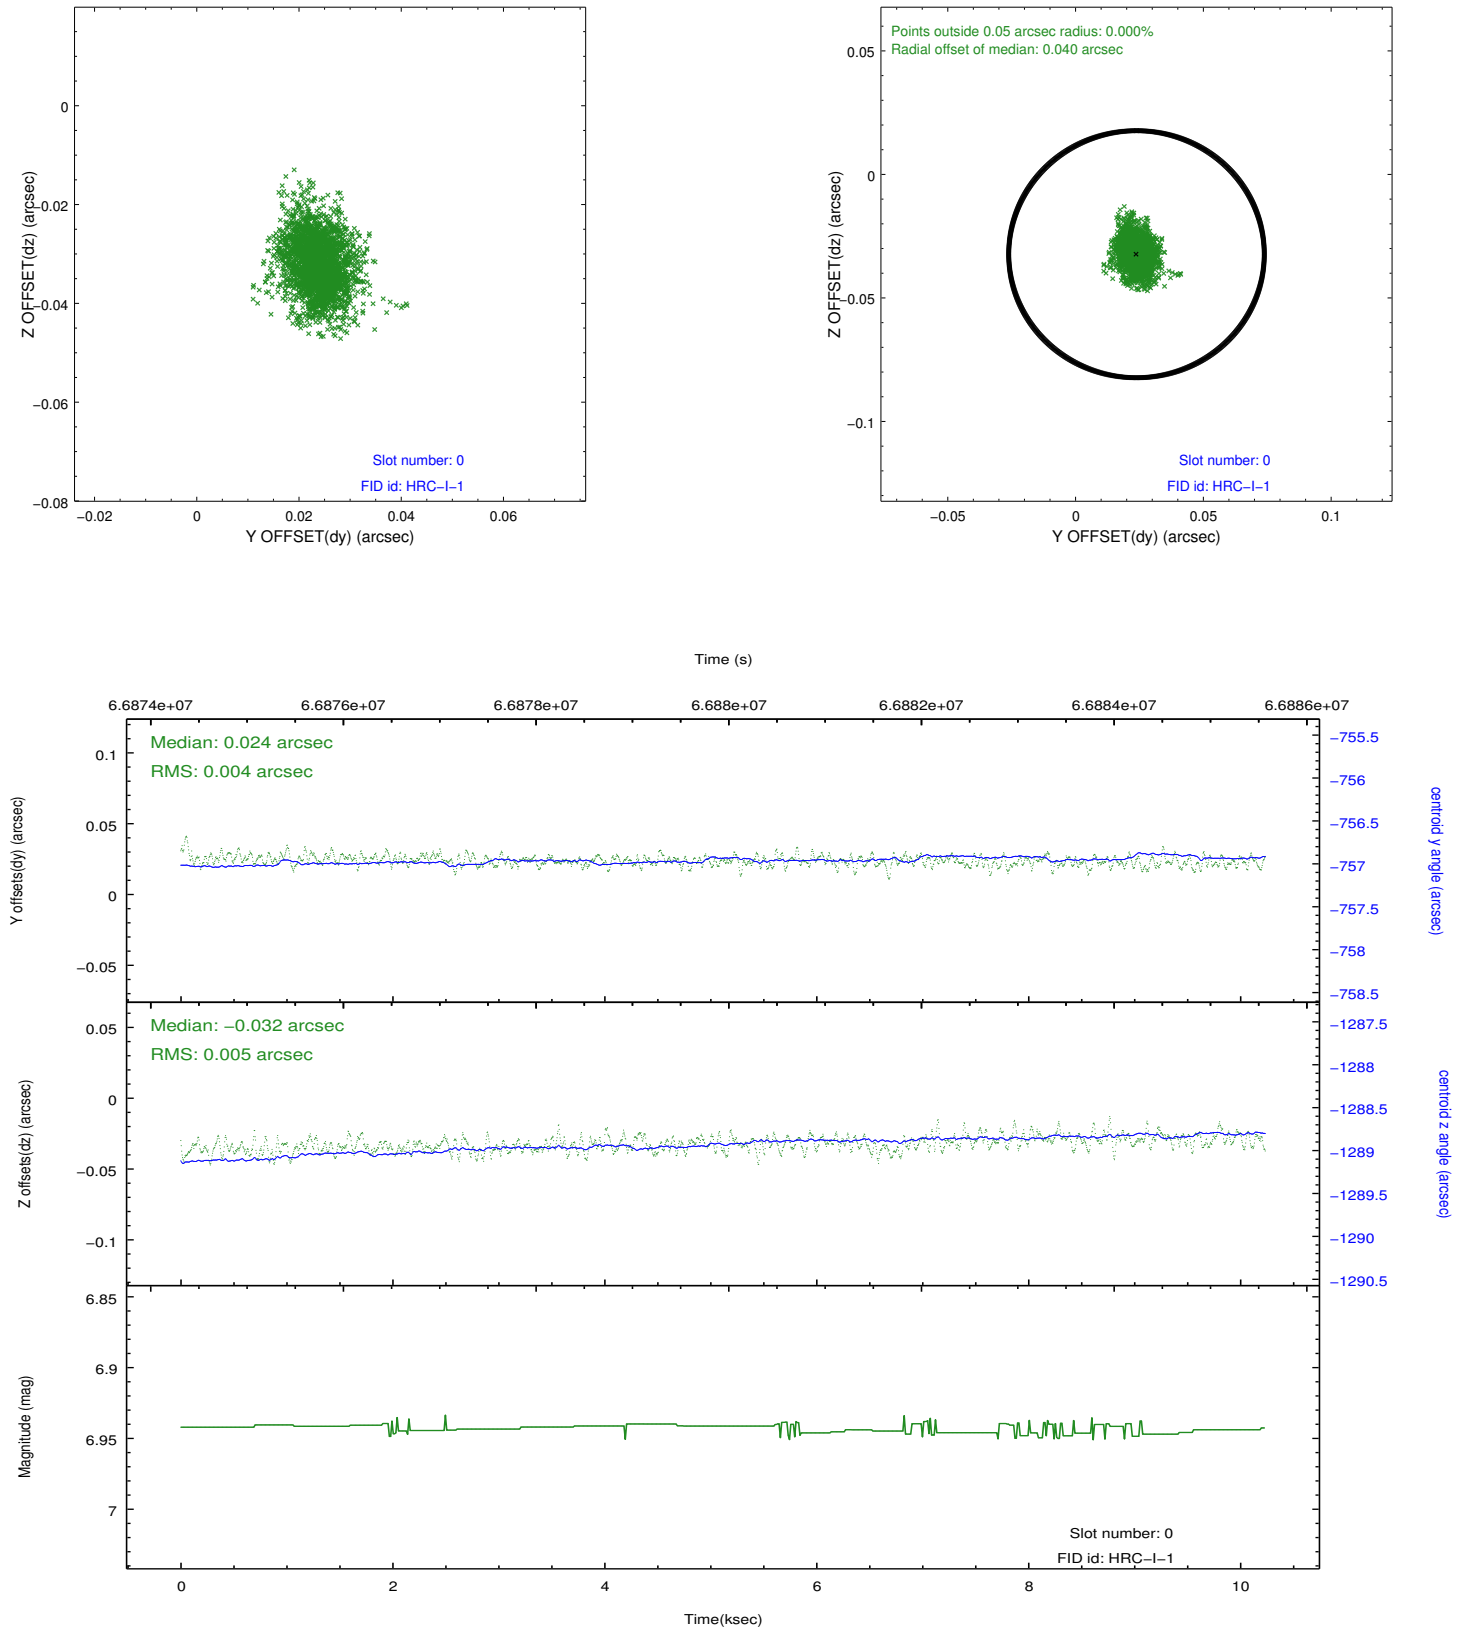 0
−0.02
−0.04
−0.06
−0.08
Z OFFSET(dz) (arcsec)
Slot number: 0
FID id: HRC−I−1
−0.02 0 0.02 0.04 0.06
Y OFFSET(dy) (arcsec)
Points outside 0.05 arcsec radius: 0.000%
Radial offset of median: 0.040 arcsec
0.05
0
−0.05
−0.1
Z OFFSET(dz) (arcsec)
Slot number: 0
FID id: HRC−I−1
−0.05 0 0.05 0.1
Y OFFSET(dy) (arcsec)
Time (s)
6.6874e+07 6.6876e+07 6.6878e+07 6.688e+07 6.6882e+07 6.6884e+07 6.6886e+07
Median: 0.024 arcsec
RMS: 0.004 arcsec
0.1
0.05
0
−0.05
Y offsets(dy) (arcsec)
−755.5
−756
−756.5
−757
−757.5
−758
−758.5
centroid y angle (arcsec)
Median: −0.032 arcsec
RMS: 0.005 arcsec
0.05
0
−0.05
−0.1
Z offsets(dz) (arcsec)
−1287.5
−1288
−1288.5
−1289
−1289.5
−1290
−1290.5
centroid z angle (arcsec)
6.85
6.9
6.95
7
Magnitude (mag)
Slot number: 0
FID id: HRC−I−1
0 2 4 6 8 10
Time(ksec)